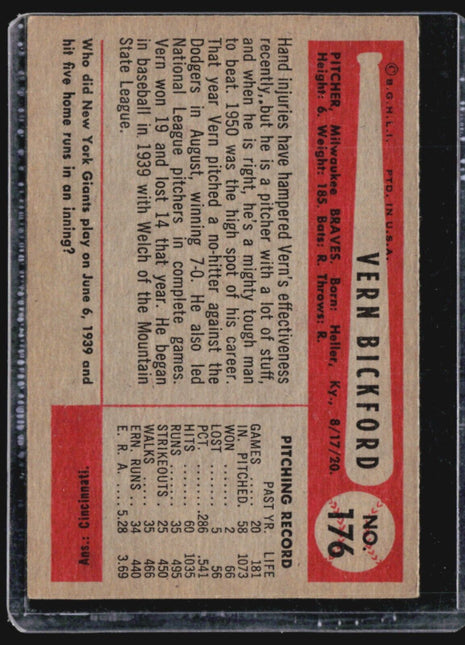 © B.G.H.L.I. PTD. IN U.S.A.
VERN BICKFORD
NO.
176
PITCHER, Milwaukee BRAVES. Born: Heller, Ky., 8/17/20.
Height: 6. Weight: 185. Bats: R. Throws: R.
Hand injuries have hampered Vern's effectiveness
recently, but he is a pitcher with a lot of stuff,
and when he is right, he's a mighty tough man
to beat. 1950 was the high spot of his career.
That year Vern pitched a no-hitter against the
Dodgers in August, winning 7-0. He also led
National League pitchers in complete games.
Vern won 19 and lost 14 that year. He began
in baseball in 1939 with Welch of the Mountain
State League.
PITCHING RECORD
PAST YR. LIFE
GAMES ..... 20 181
IN. PITCHED. 58 1073
WON ....... 2 66
LOST ...... 5 56
PCT. ..... .286 .541
HITS ...... 60 1035
RUNS ..... 35 495
STRIKEOUTS . 25 450
WALKS .... 35 466
ERN. RUNS . 34 440
E. R. A. .... 5.28 3.69
Who did New York Giants play on June 6, 1939 and
hit five home runs in an inning?
Ans.: Cincinnati.